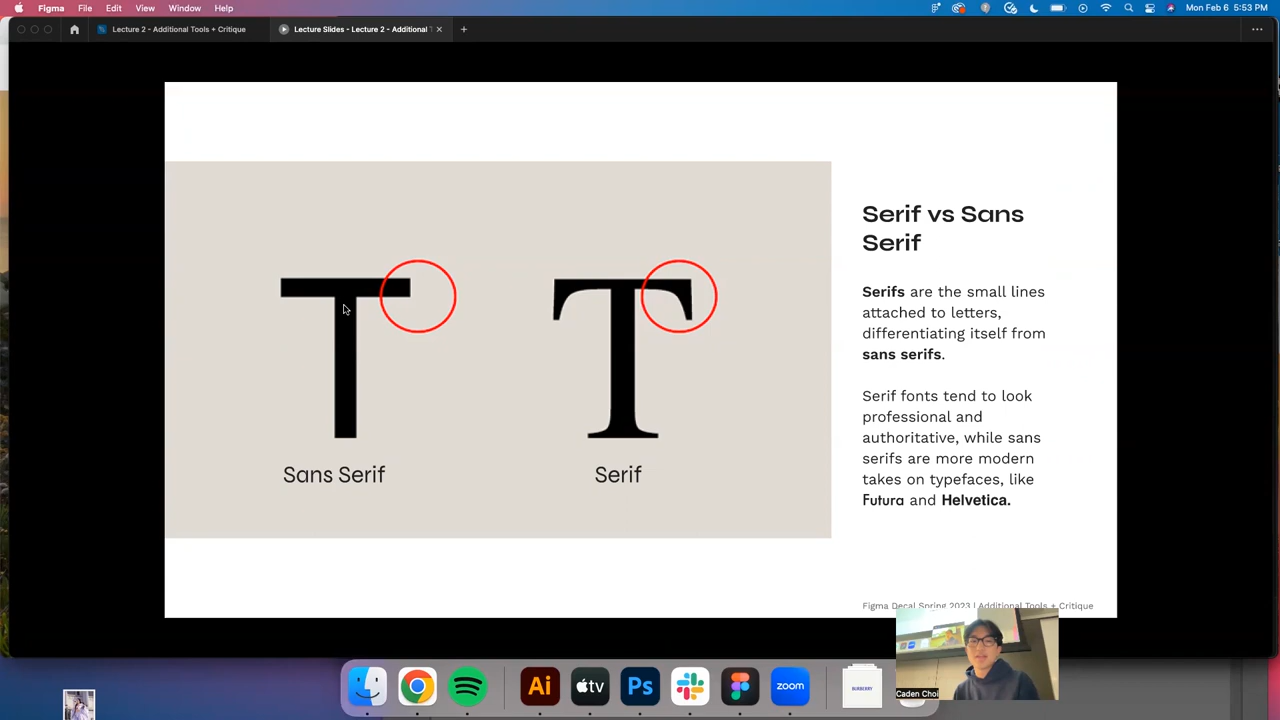 Figma File Edit View Window Help Mon Feb 6 5:53 PM
Lecture 2 - Additional Tools + Critique Lecture Slides - Lecture 2 - Additional
T T
Sans Serif Serif
Serif vs Sans
Serif
Serifs are the small lines
attached to letters,
differentiating itself from
sans serifs.
Serif fonts tend to look
professional and
authoritative, while sans
serifs are more modern
takes on typefaces, like
Futura and Helvetica.
Figma Decal Spring 2023 | Additional Tools + Critique
Caden Choi
Ai tv Ps zoom BURBERRY